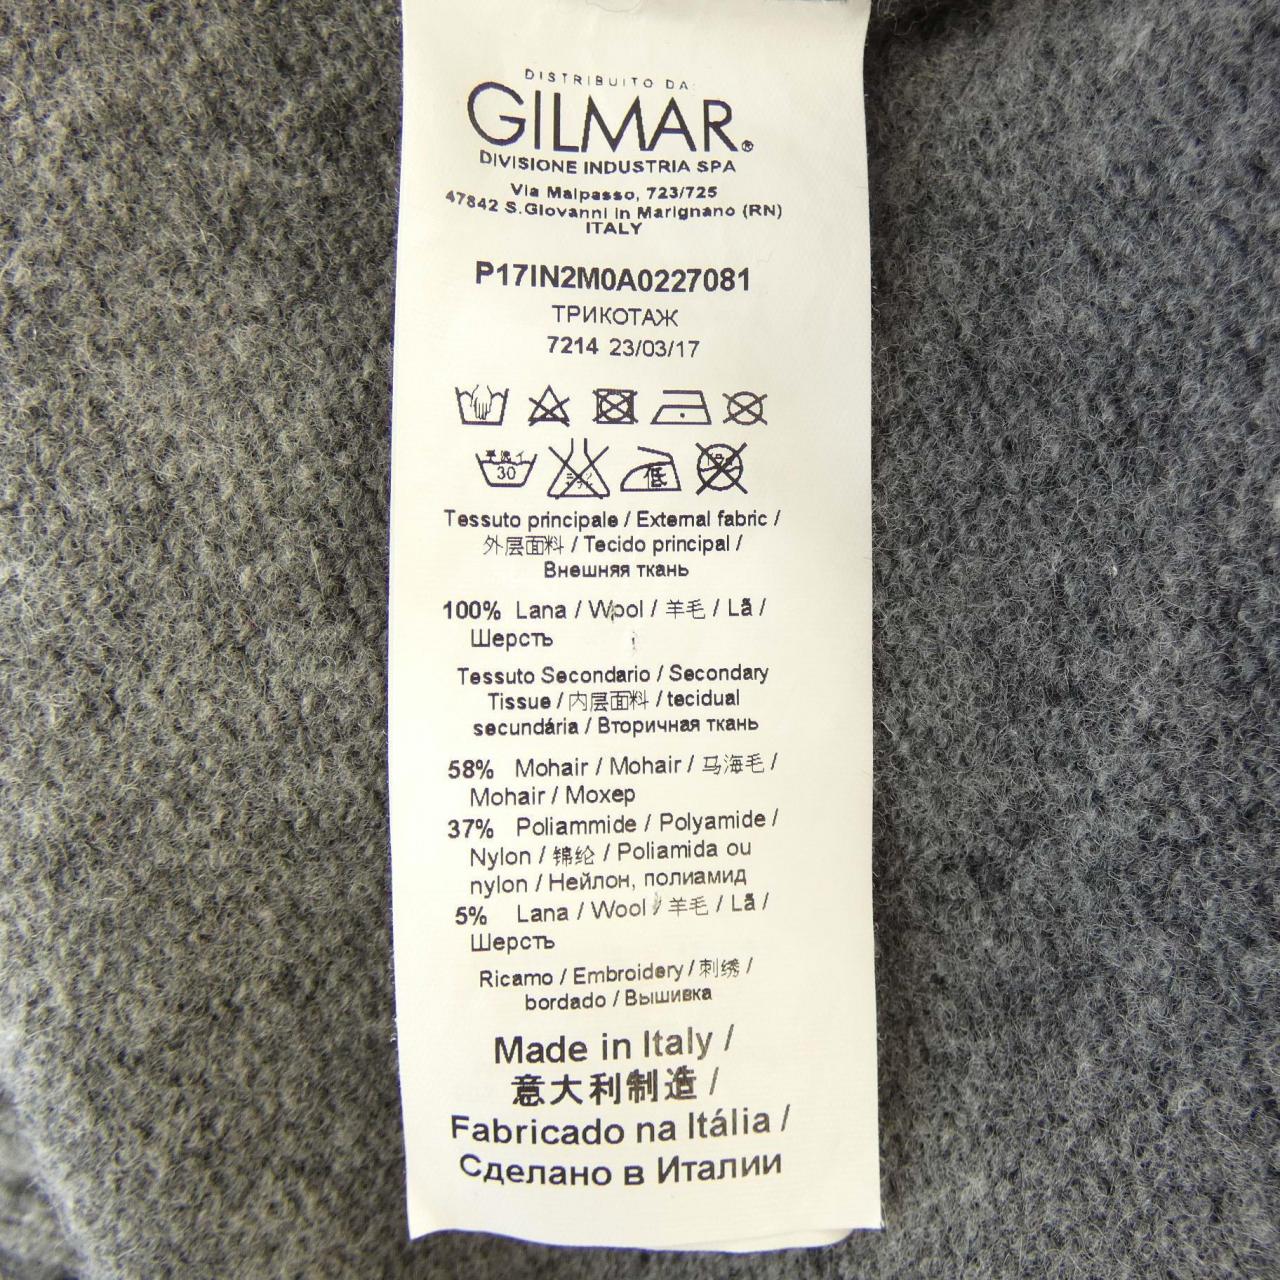 DISTRIBUITO DA:
GILMAR®
DIVISIONE INDUSTRIA SPA
Via Malpasso, 723/725
47842 S.Giovanni in Marignano (RN)
ITALY
P17IN2M0A0227081
ТРИКОТАЖ
7214 23/03/17
手洗イ
30
低
Tessuto principale / External fabric /
外层面料 / Tecido principal /
Внешняя ткань
100% Lana / Wool / 羊毛 / Lã /
Шерсть
Tessuto Secondario / Secondary
Tissue / 内层面料 / tecidual
secundária / Вторичная ткань
58% Mohair / Mohair / 马海毛 /
Mohair / Мохер
37% Poliammide / Polyamide /
Nylon / 锦纶 / Poliamida ou
nylon / Нейлон, полиамид
5% Lana / Wool / 羊毛 / Lã /
Шерсть
Ricamo / Embroidery / 刺绣 /
bordado / Вышивка
Made in Italy /
意大利制造 /
Fabricado na Itália /
Сделано в Италии